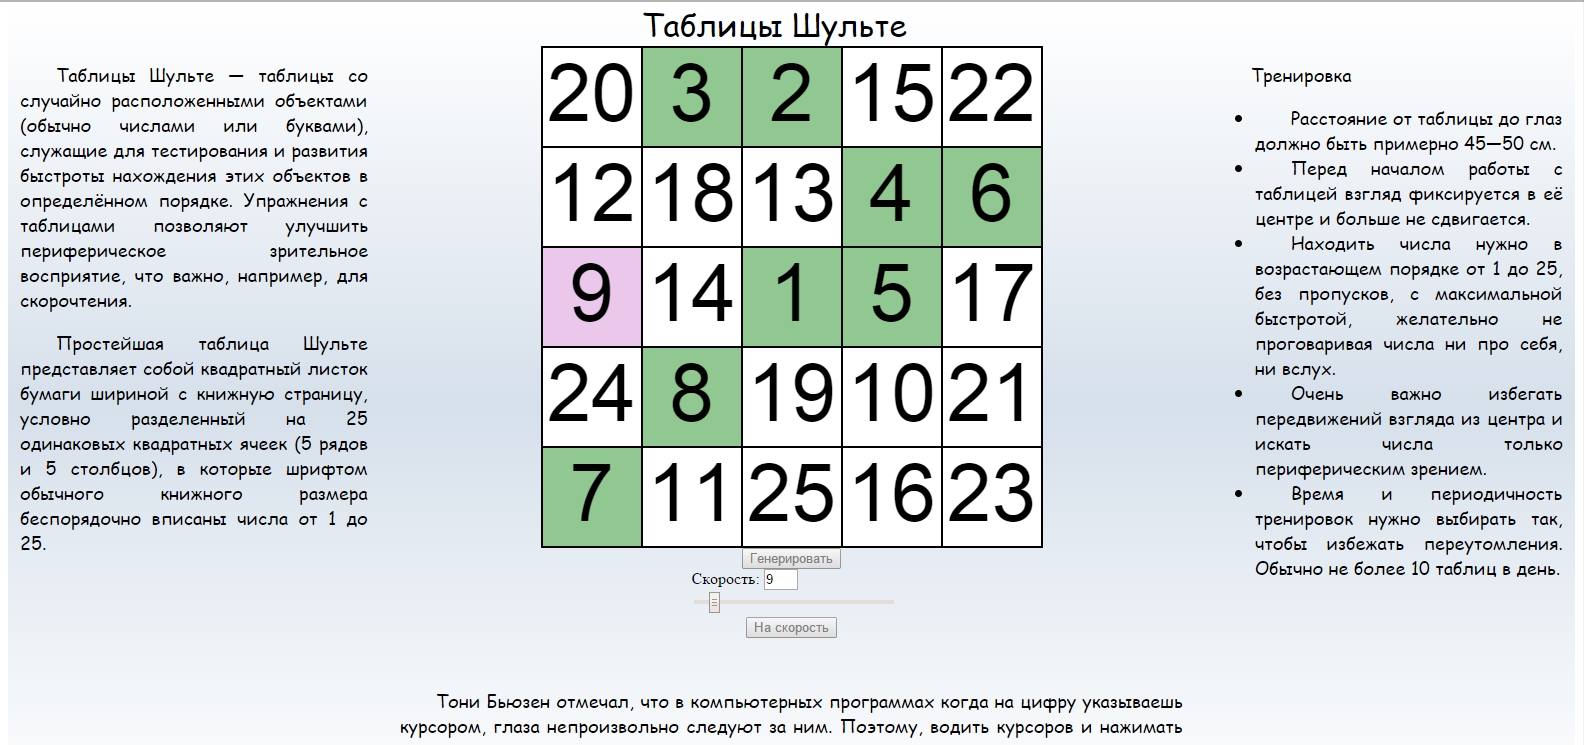 Таблицы Шульте
Таблицы Шульте — таблицы со
случайно расположенными объектами
(обычно числами или буквами),
служащие для тестирования и развития
быстроты нахождения этих объектов в
определённом порядке. Упражнения с
таблицами позволяют улучшить
периферическое зрительное
восприятие, что важно, например, для
скорочтения.
Простейшая таблица Шульте
представляет собой квадратный листок
бумаги шириной с книжную страницу,
условно разделенный на 25
одинаковых квадратных ячеек (5 рядов
и 5 столбцов), в которые шрифтом
обычного книжного размера
беспорядочно вписаны числа от 1 до
25.
20 3 2 15 22
12 18 13 4 6
9 14 1 5 17
24 8 19 10 21
7 11 25 16 23
Генерировать
Скорость: 9
На скорость
Тренировка
Расстояние от таблицы до глаз
должно быть примерно 45—50 см.
Перед началом работы с
таблицей взгляд фиксируется в её
центре и больше не сдвигается.
Находить числа нужно в
возрастающем порядке от 1 до 25,
без пропусков, с максимальной
быстротой, желательно не
проговаривая числа ни про себя,
ни вслух.
Очень важно избегать
передвижений взгляда из центра и
искать числа только
периферическим зрением.
Время и периодичность
тренировок нужно выбирать так,
чтобы избежать переутомления.
Обычно не более 10 таблиц в день.
Тони Бьюзен отмечал, что в компьютерных программах когда на цифру указываешь
курсором, глаза непроизвольно следуют за ним. Поэтому, водить курсоров и нажимать